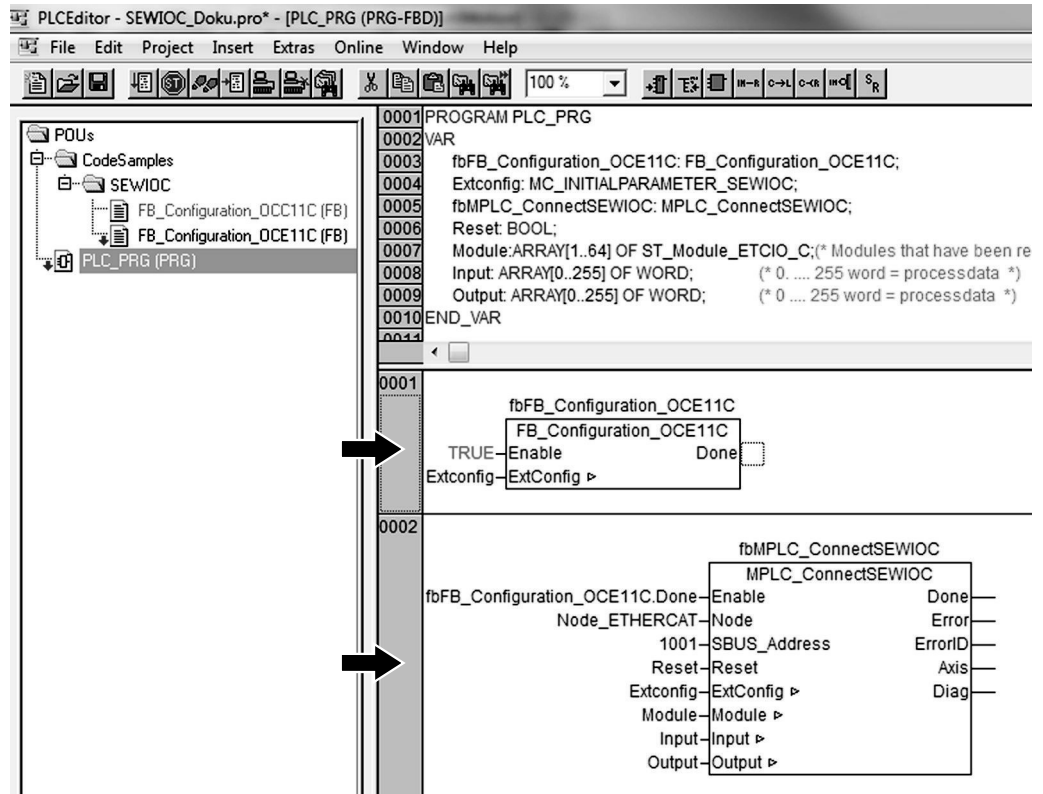 PLCEditor - SEWIOC_Doku.pro* - [PLC_PRG (PRG-FBD)]
File Edit Project Insert Extras Online Window Help
100 %
POUs
CodeSamples
SEWIOC
FB_Configuration_OCC11C (FB)
FB_Configuration_OCE11C (FB)
PLC_PRG (PRG)
0001 PROGRAM PLC_PRG
0002 VAR
0003 fbFB_Configuration_OCE11C: FB_Configuration_OCE11C;
0004 Extconfig: MC_INITIALPARAMETER_SEWIOC;
0005 fbMPLC_ConnectSEWIOC: MPLC_ConnectSEWIOC;
0006 Reset: BOOL;
0007 Module:ARRAY[1..64] OF ST_Module_ETCIO_C;(* Modules that have been re
0008 Input: ARRAY[0..255] OF WORD; (* 0. .... 255 word = processdata *)
0009 Output: ARRAY[0..255] OF WORD; (* 0 .... 255 word = processdata *)
0010 END_VAR
0011
0001
fbFB_Configuration_OCE11C
FB_Configuration_OCE11C
TRUE Enable Done
Extconfig ExtConfig
0002
fbMPLC_ConnectSEWIOC
MPLC_ConnectSEWIOC
fbFB_Configuration_OCE11C.Done Enable Done
Node_ETHERCAT Node Error
1001 SBUS_Address ErrorID
Reset Reset Axis
Extconfig ExtConfig Diag
Module Module
Input Input
Output Output